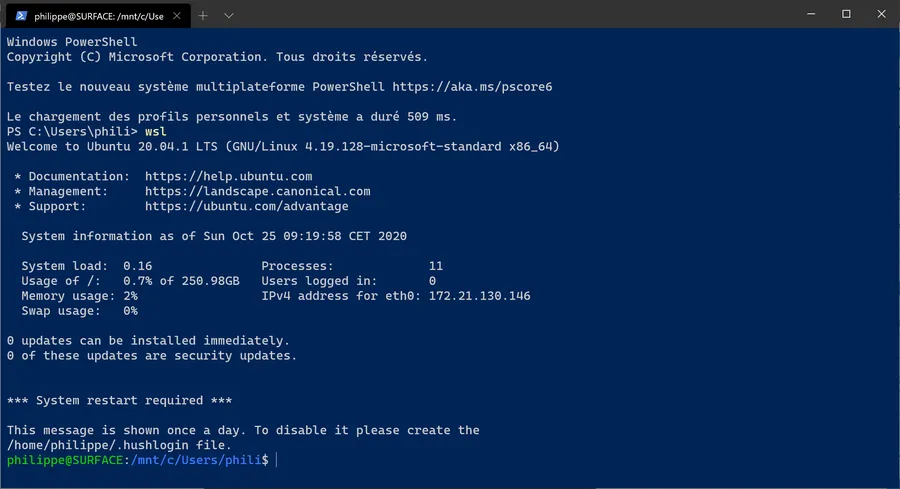 philippe@SURFACE: /mnt/c/Use
Windows PowerShell
Copyright (C) Microsoft Corporation. Tous droits réservés.
Testez le nouveau système multiplateforme PowerShell https://aka.ms/pscore6
Le chargement des profils personnels et système a duré 509 ms.
PS C:\Users\phili> wsl
Welcome to Ubuntu 20.04.1 LTS (GNU/Linux 4.19.128-microsoft-standard x86_64)
* Documentation:  https://help.ubuntu.com
* Management:     https://landscape.canonical.com
* Support:        https://ubuntu.com/advantage
System information as of Sun Oct 25 09:19:58 CET 2020
System load:  0.16               Processes:             11
Usage of /:   0.7% of 250.98GB   Users logged in:       0
Memory usage: 2%                 IPv4 address for eth0: 172.21.130.146
Swap usage:   0%
0 updates can be installed immediately.
0 of these updates are security updates.
*** System restart required ***
This message is shown once a day. To disable it please create the
/home/philippe/.hushlogin file.
philippe@SURFACE:/mnt/c/Users/phili$